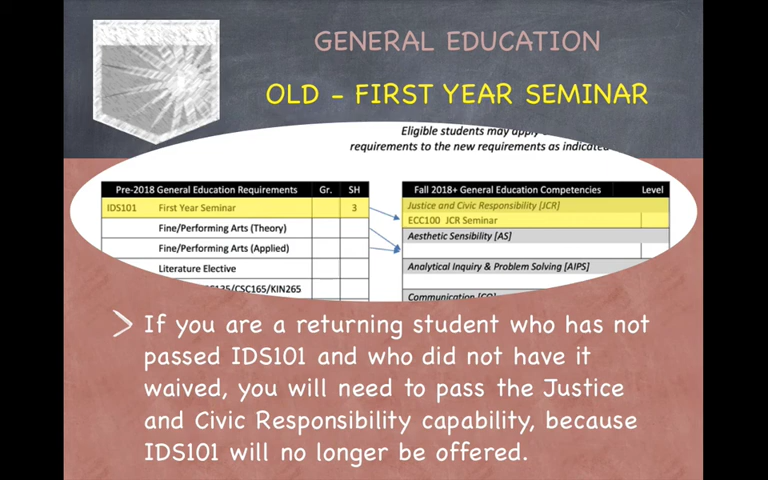 GENERAL EDUCATION
OLD – FIRST YEAR SEMINAR
Eligible students may apply
requirements to the new requirements as indicated
Pre-2018 General Education Requirements Gr. SH
IDS101 First Year Seminar 3
Fine/Performing Arts (Theory)
Fine/Performing Arts (Applied)
Literature Elective
/CSC165/KIN265
Fall 2018+ General Education Competencies Level
Justice and Civic Responsibility [JCR]
ECC100 JCR Seminar
Aesthetic Sensibility [AS]
Analytical Inquiry & Problem Solving [AIPS]
Communication [CO]
If you are a returning student who has not
passed IDS101 and who did not have it
waived, you will need to pass the Justice
and Civic Responsibility capability, because
IDS101 will no longer be offered.